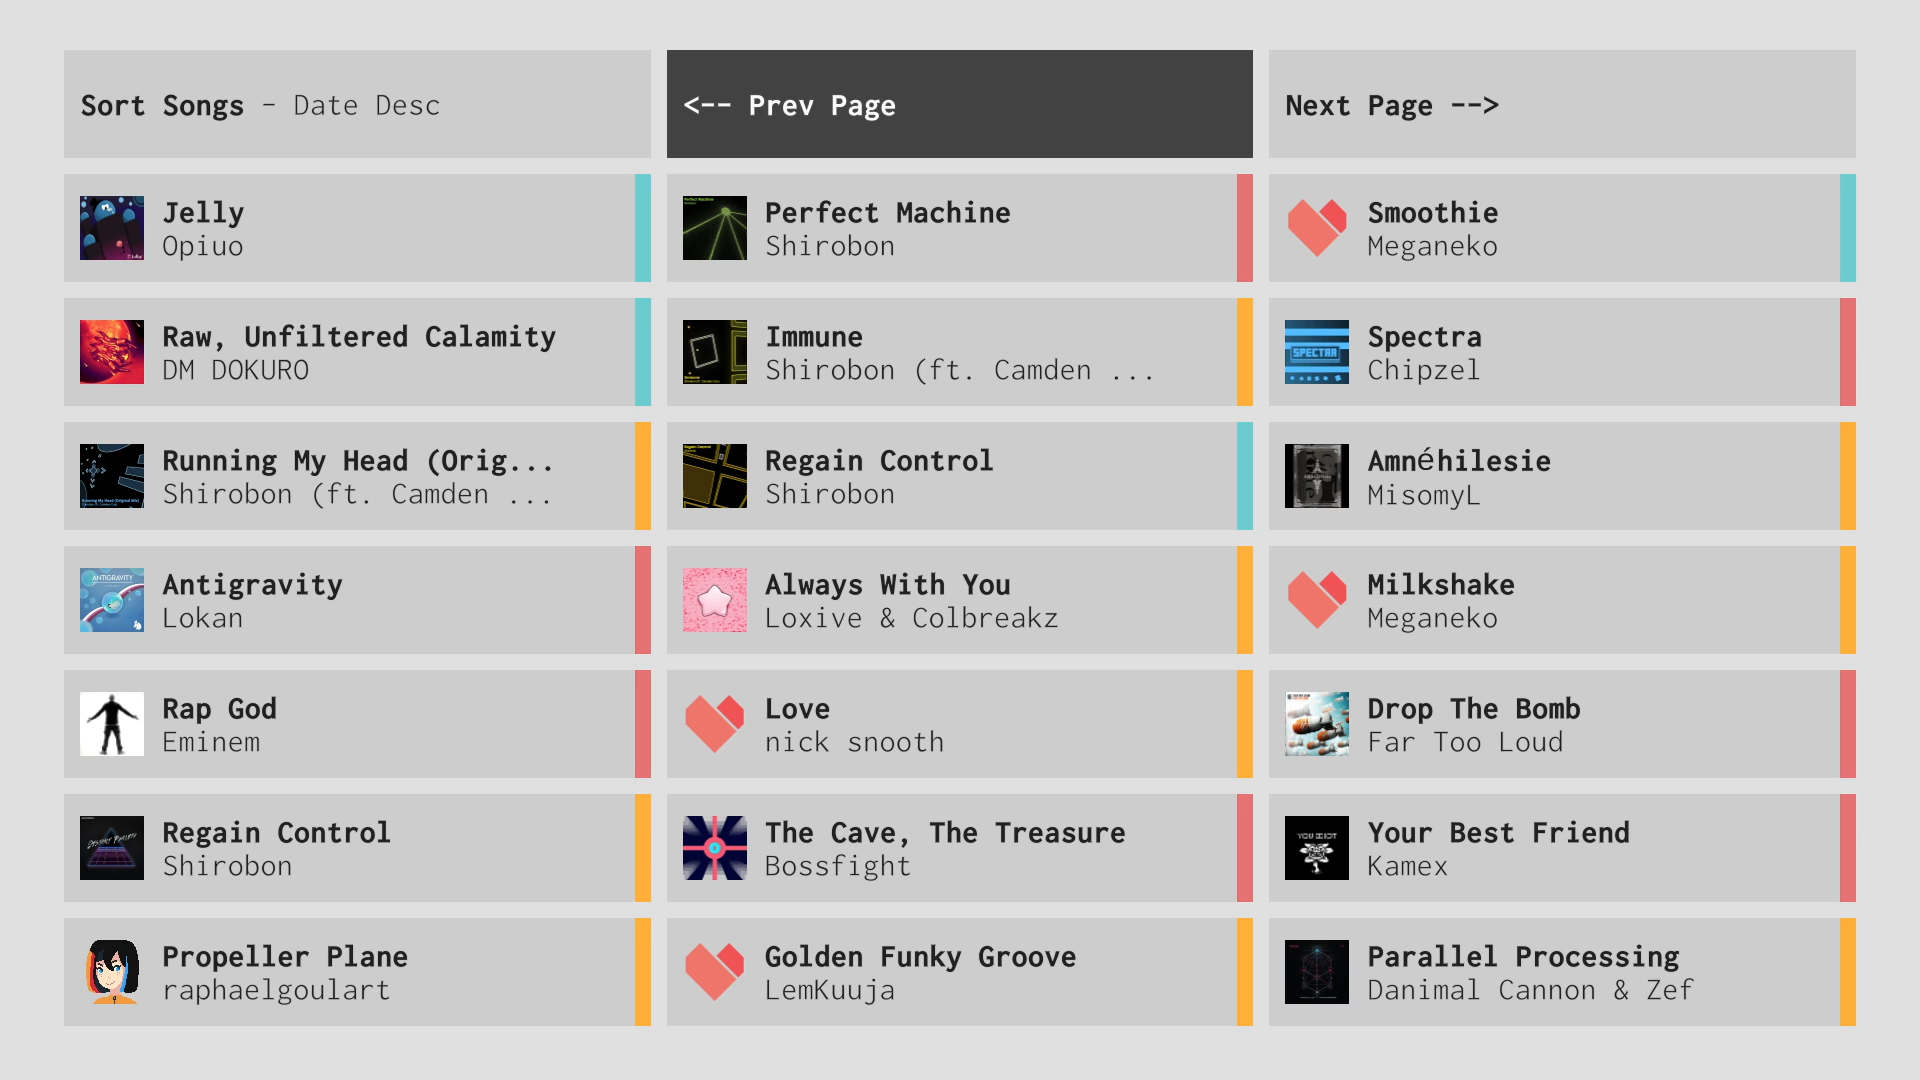 Sort Songs - Date Desc
<-- Prev Page
Next Page -->
Jelly
Opiuo
Perfect Machine
Shirobon
Smoothie
Meganeko
Raw, Unfiltered Calamity
DM DOKURO
Immune
Shirobon (ft. Camden ...
SPECTRA
Spectra
Chipzel
Running My Head (Orig...
Shirobon (ft. Camden ...
Regain Control
Shirobon
Amnéhilesie
MisomyL
ANTIGRAVITY
Antigravity
Lokan
Always With You
Loxive & Colbreakz
Milkshake
Meganeko
Rap God
Eminem
Love
nick snooth
Drop The Bomb
Far Too Loud
Regain Control
Shirobon
The Cave, The Treasure
Bossfight
Your Best Friend
Kamex
Propeller Plane
raphaelgoulart
Golden Funky Groove
LemKuuja
Parallel Processing
Danimal Cannon & Zef